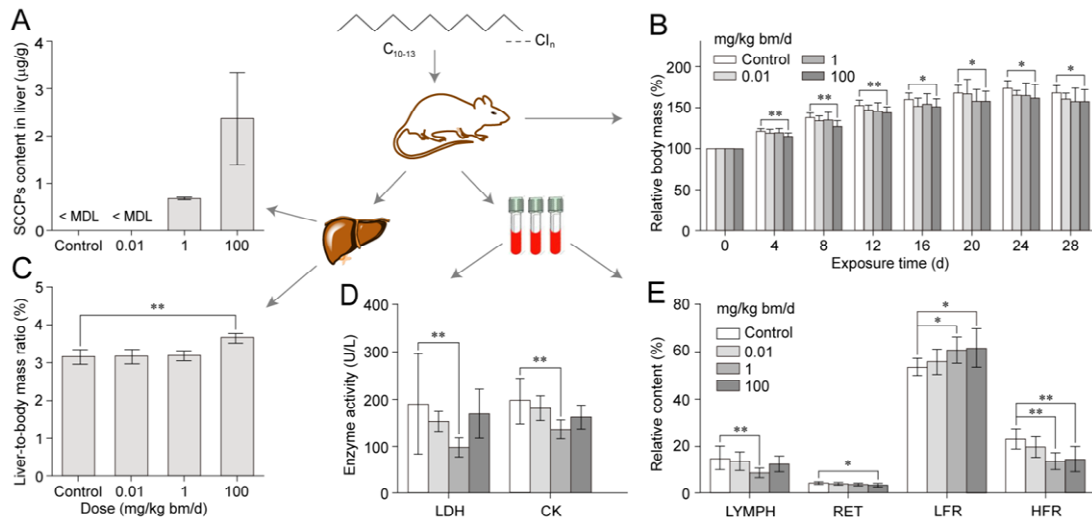 A
SCCPs content in liver (μg/g)
4
3
2
1
0
< MDL
< MDL
Control
0.01
1
100
C10-13
Cln
B
mg/kg bm/d
Control
0.01
1
100
Relative body mass (%)
200
150
100
50
0
**
**
**
*
*
*
*
0
4
8
12
16
20
24
28
Exposure time (d)
C
Liver-to-body mass ratio (%)
5
4
3
2
1
0
**
Control
0.01
1
100
Dose (mg/kg bm/d)
D
Enzyme activity (U/L)
400
300
200
100
0
**
**
LDH
CK
E
mg/kg bm/d
Control
0.01
1
100
Relative content (%)
80
60
40
20
0
**
*
*
*
**
**
LYMPH
RET
LFR
HFR